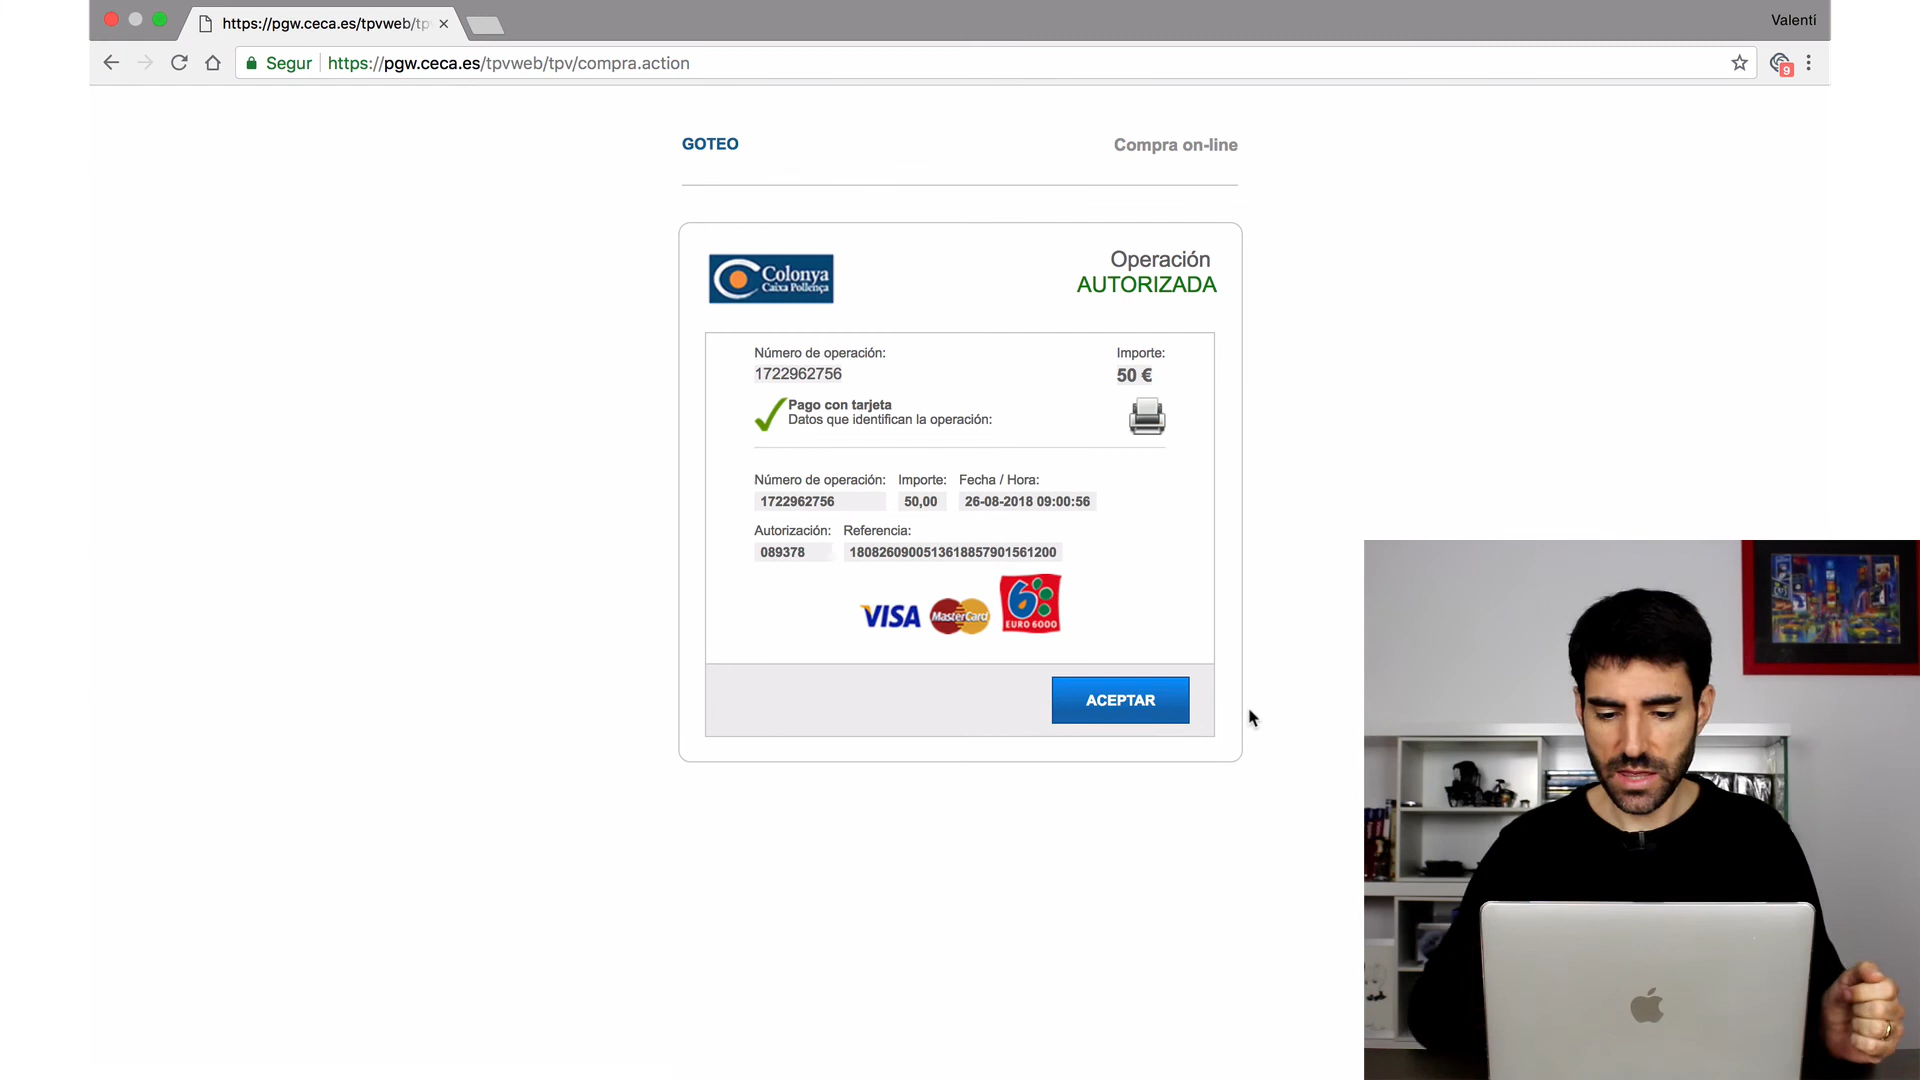 https://pgw.ceca.es/tpvweb/tp
Valentí
Segur
https://pgw.ceca.es/tpvweb/tpv/compra.action
9
GOTEO
Compra on-line
Colonya
Caixa Pollença
Operación
AUTORIZADA
Número de operación:
Importe:
1722962756
50 €
Pago con tarjeta
Datos que identifican la operación:
Número de operación: Importe: Fecha / Hora:
1722962756 50,00 26-08-2018 09:00:56
Autorización: Referencia:
089378 18082609005136188579015612​00
VISA MasterCard 6 EURO 6000
ACEPTAR